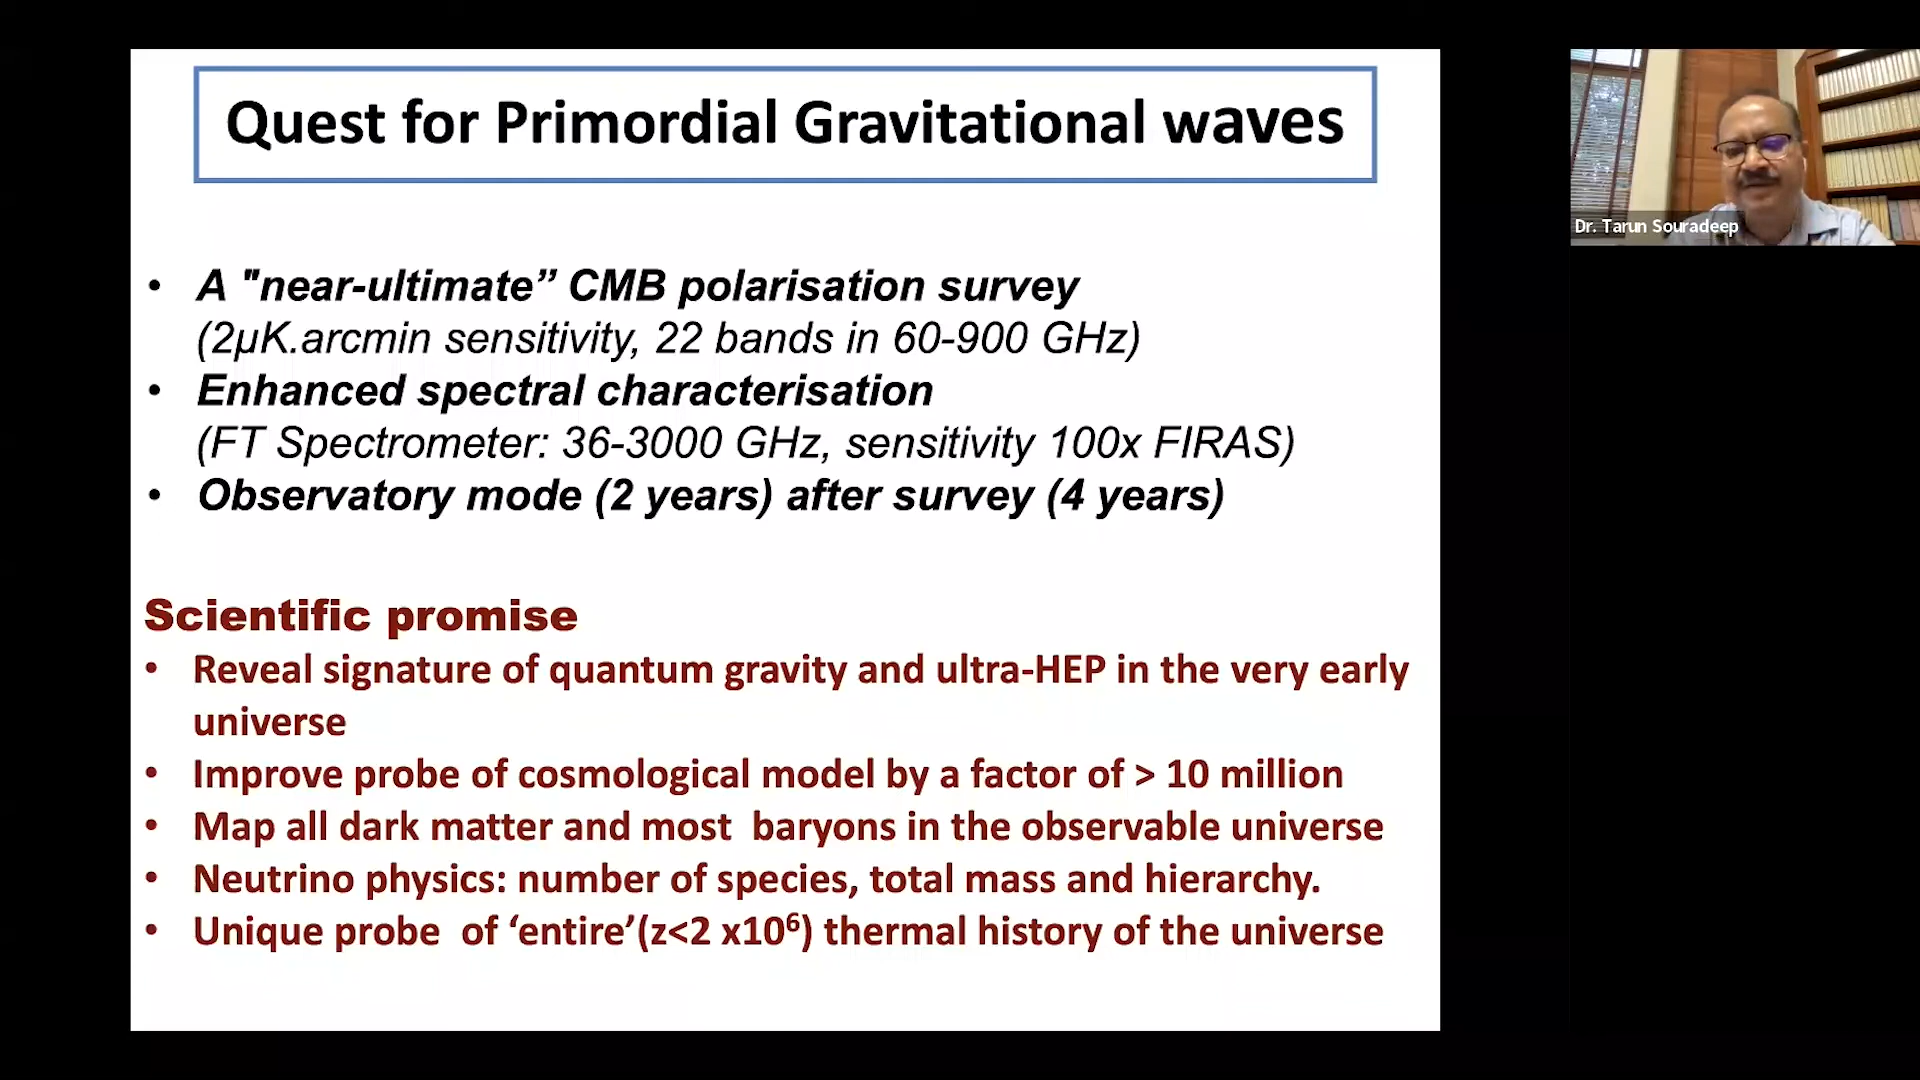 Quest for Primordial Gravitational waves
Dr. Tarun Souradeep
• A "near-ultimate” CMB polarisation survey
(2µK.arcmin sensitivity, 22 bands in 60-900 GHz)
• Enhanced spectral characterisation
(FT Spectrometer: 36-3000 GHz, sensitivity 100x FIRAS)
• Observatory mode (2 years) after survey (4 years)
Scientific promise
• Reveal signature of quantum gravity and ultra-HEP in the very early
universe
• Improve probe of cosmological model by a factor of > 10 million
• Map all dark matter and most baryons in the observable universe
• Neutrino physics: number of species, total mass and hierarchy.
• Unique probe of ‘entire’(z<2 x10⁶) thermal history of the universe